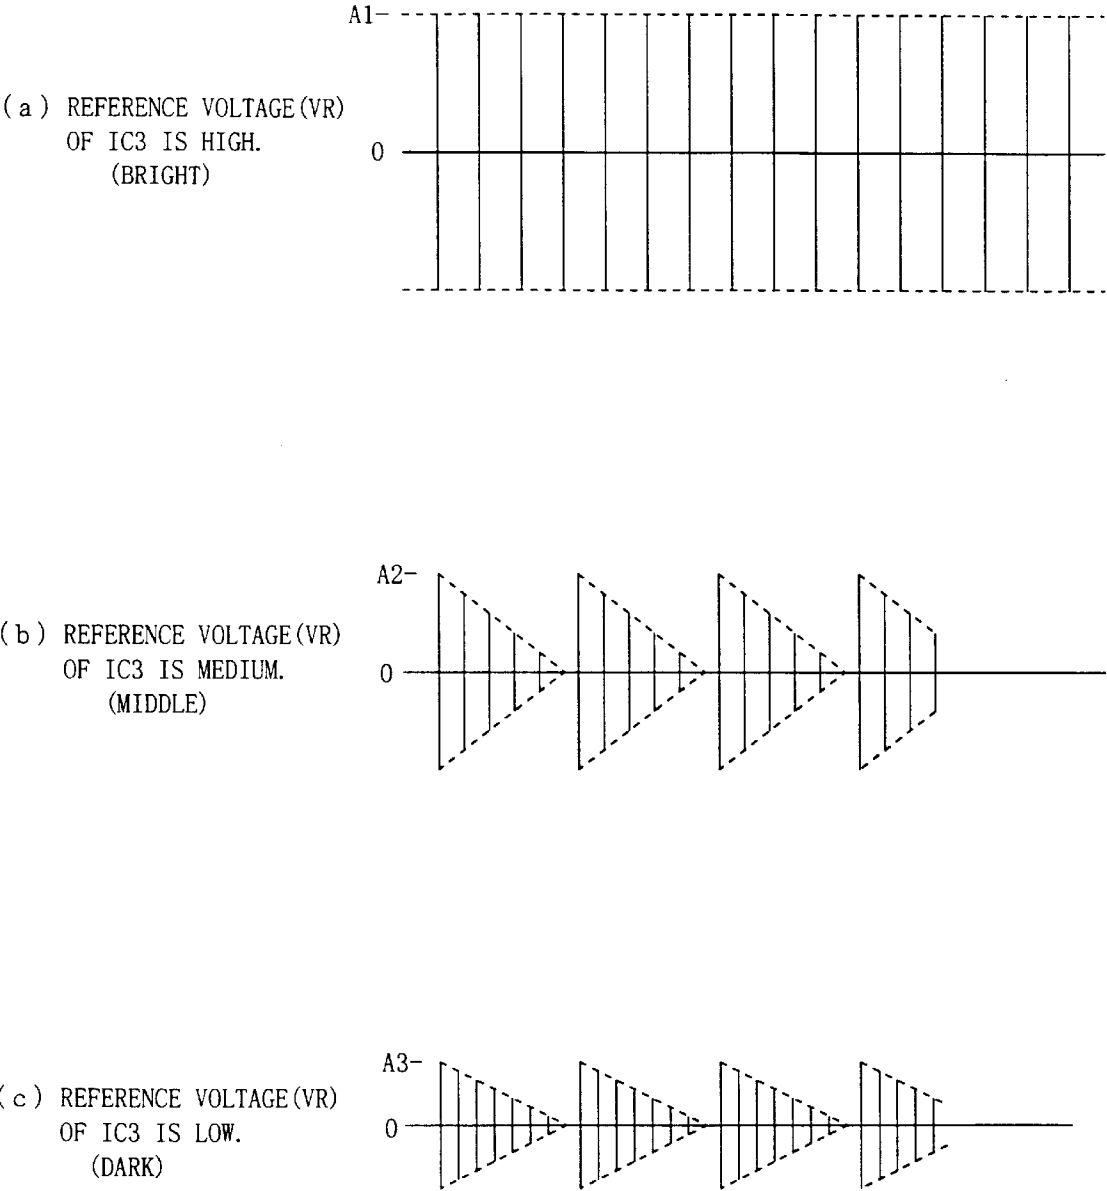 A1-
(a) REFERENCE VOLTAGE(VR)
OF IC3 IS HIGH.
(BRIGHT)
0
A2-
(b) REFERENCE VOLTAGE(VR)
OF IC3 IS MEDIUM.
(MIDDLE)
0
A3-
(c) REFERENCE VOLTAGE(VR)
OF IC3 IS LOW.
(DARK)
0